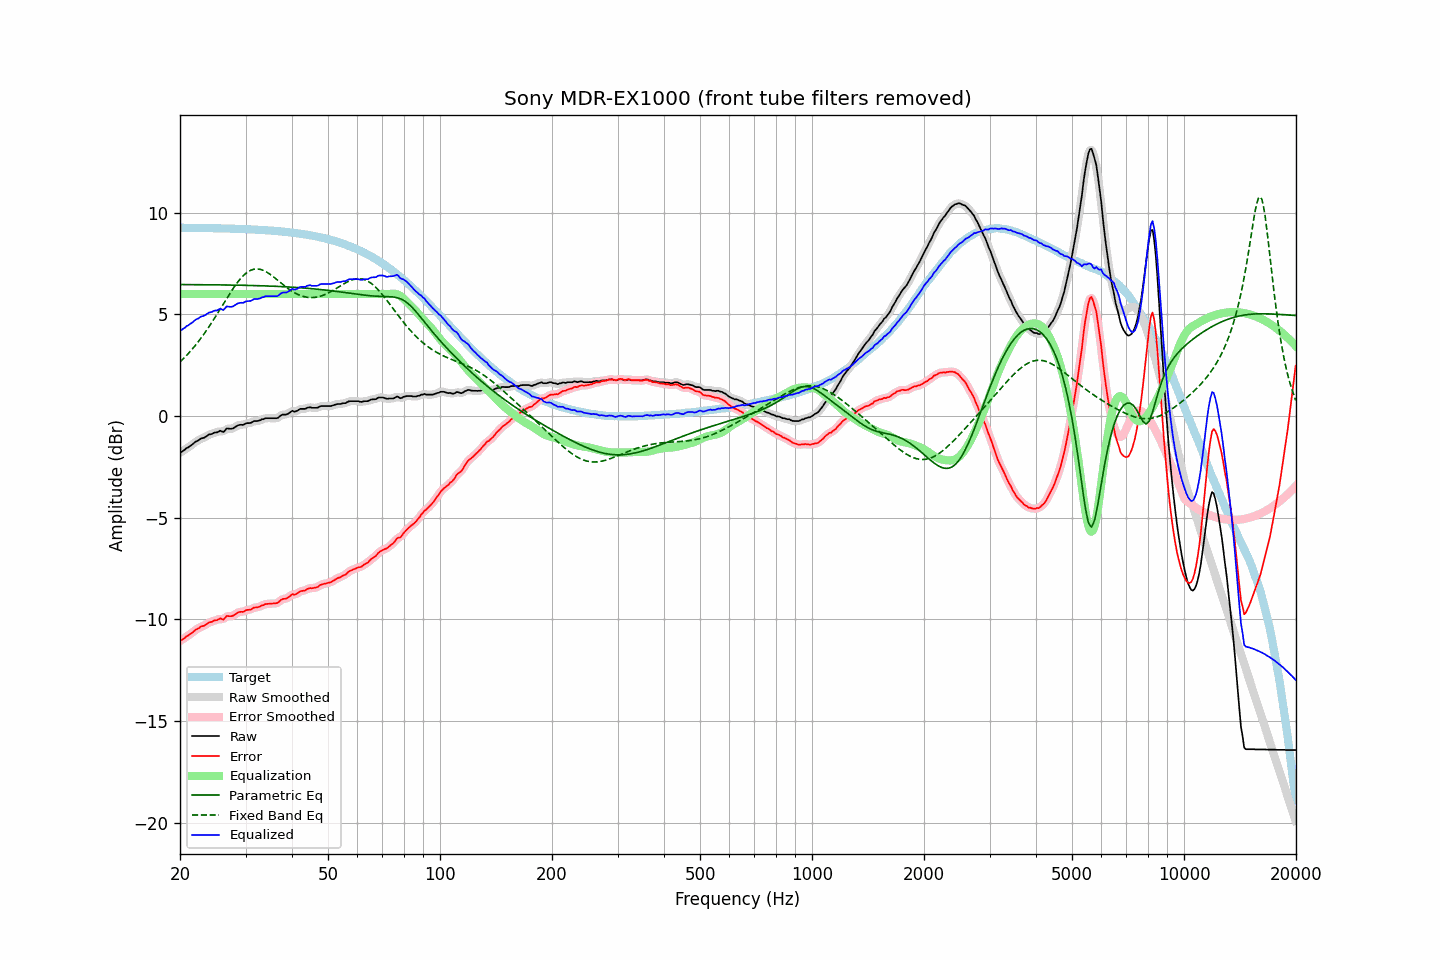 Sony MDR-EX1000 (front tube filters removed)
Amplitude (dBr)
10
5
0
−5
−10
−15
−20
Target
Raw Smoothed
Error Smoothed
Raw
Error
Equalization
Parametric Eq
Fixed Band Eq
Equalized
20 50 100 200 500 1000 2000 5000 10000 20000
Frequency (Hz)